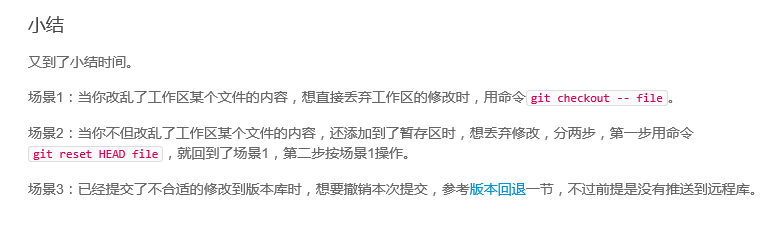 小结
又到了小结时间。
场景1：当你改乱了工作区某个文件的内容，想直接丢弃工作区的修改时，用命令git checkout -- file。
场景2：当你不但改乱了工作区某个文件的内容，还添加到了暂存区时，想丢弃修改，分两步，第一步用命令
git reset HEAD file，就回到了场景1，第二步按场景1操作。
场景3：已经提交了不合适的修改到版本库时，想要撤销本次提交，参考版本回退一节，不过前提是没有推送到远程库。